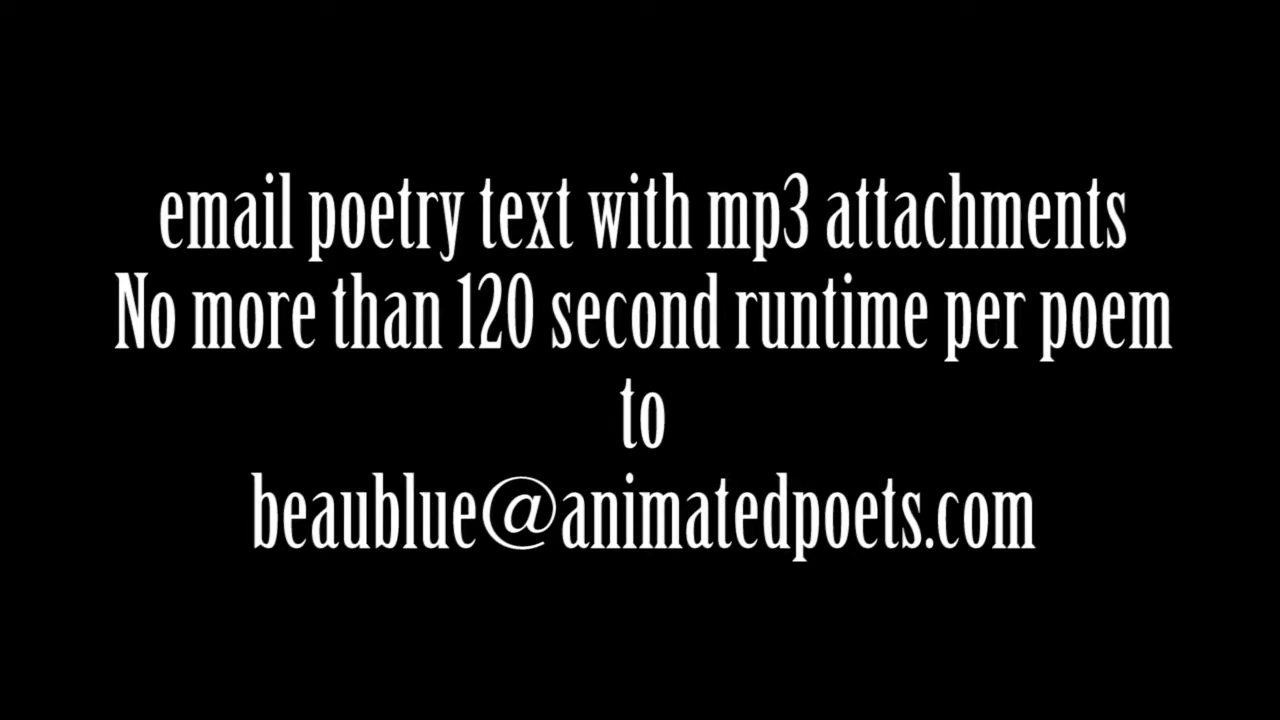 email poetry text with mp3 attachments
No more than 120 second runtime per poem
to
beaublue@animatedpoets.com